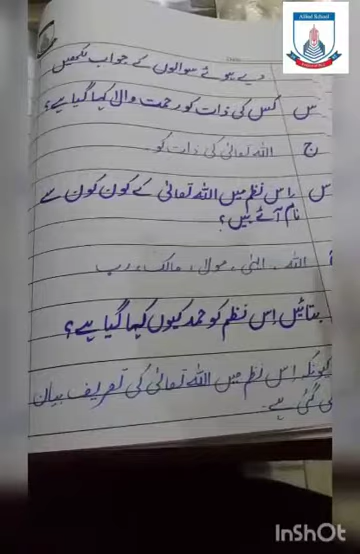 Allied School
دیے ہوئے سوالوں کے جواب لکھیں
س کس کی ذات کو رحمت والا کہا گیا ہے؟
ج اللہ تعالیٰ کی ذات کو۔
س اس نظم میں اللہ تعالیٰ کے کون کون سے
نام آئے ہیں؟
اللہ، الہٰی، مولا، مالک، رب
بتائیں اس نظم کو حمد کیوں کہا گیا ہے؟
کیونکہ اس نظم میں اللہ تعالیٰ کی تعریف بیان
کی گئی ہے۔
InShOt